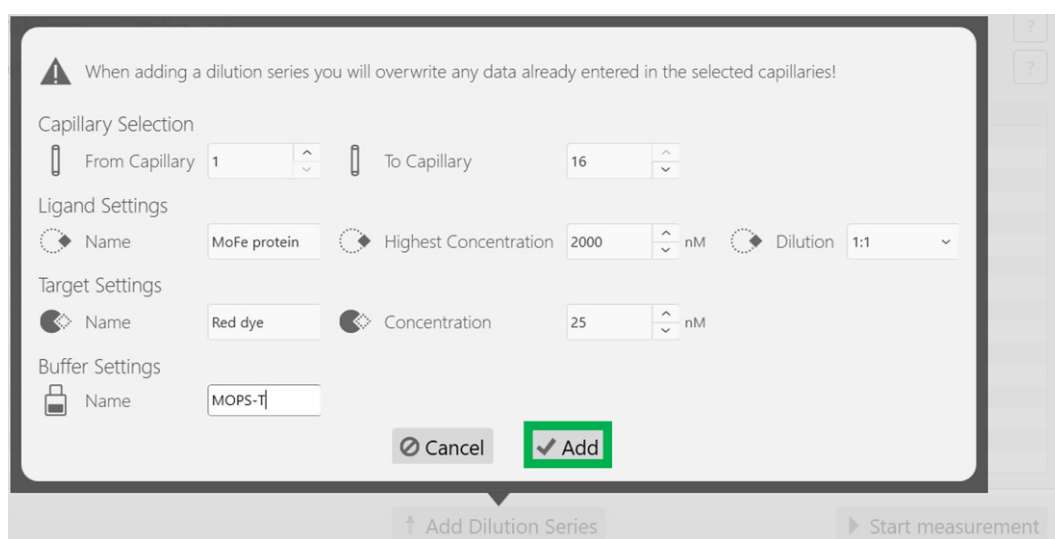 ?
When adding a dilution series you will overwrite any data already entered in the selected capillaries!
?
Capillary Selection
From Capillary 1 To Capillary 16
Ligand Settings
Name MoFe protein Highest Concentration 2000 nM Dilution 1:1
Target Settings
Name Red dye Concentration 25 nM
Buffer Settings
Name MOPS-T
Cancel Add
Add Dilution Series Start measurement